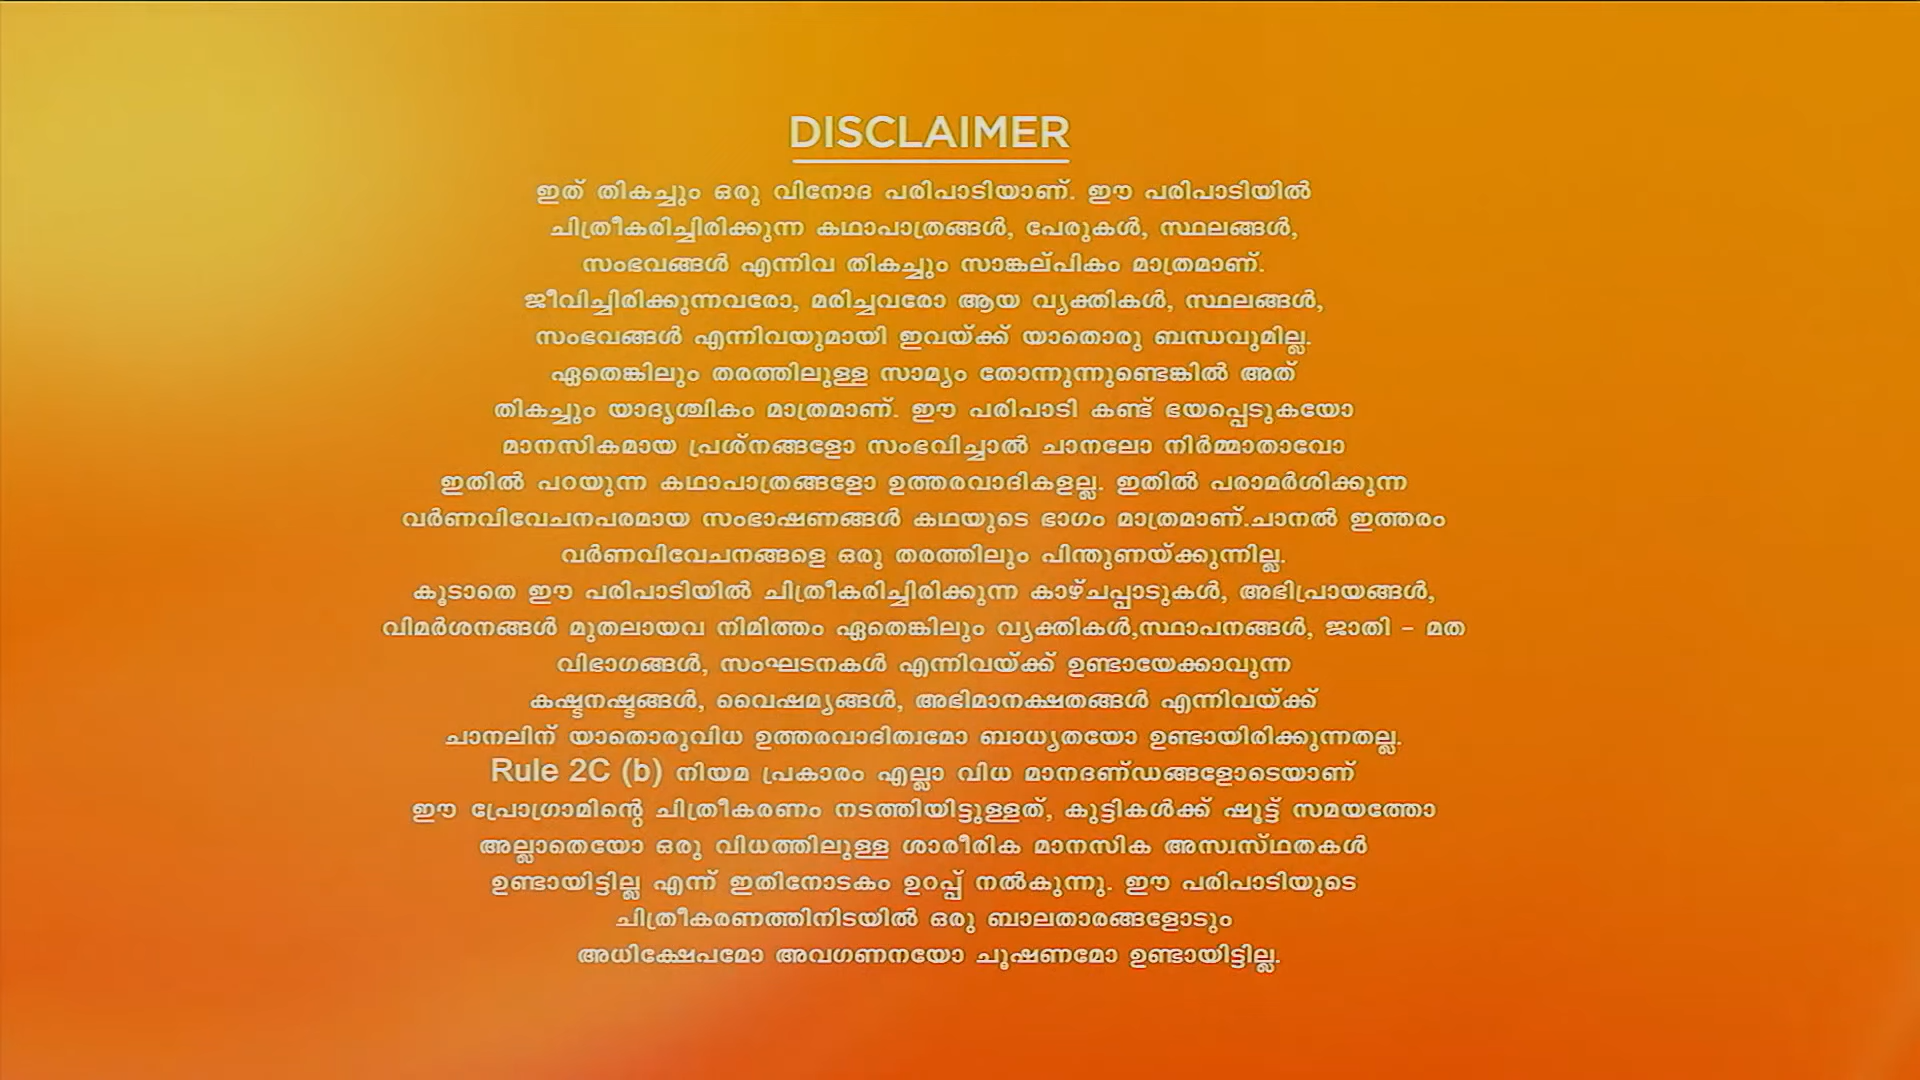 DISCLAIMER
ഇത് തികച്ചും ഒരു വിനോദ പരിപാടിയാണ്. ഈ പരിപാടിയിൽ
ചിത്രീകരിച്ചിരിക്കുന്ന കഥാപാത്രങ്ങൾ, പേരുകൾ, സ്ഥലങ്ങൾ,
സംഭവങ്ങൾ എന്നിവ തികച്ചും സാങ്കല്പികം മാത്രമാണ്.
ജീവിച്ചിരിക്കുന്നവരോ, മരിച്ചവരോ ആയ വ്യക്തികൾ, സ്ഥലങ്ങൾ,
സംഭവങ്ങൾ എന്നിവയുമായി ഇവയ്ക്ക് യാതൊരു ബന്ധവുമില്ല.
ഏതെങ്കിലും തരത്തിലുള്ള സാമ്യം തോന്നുന്നുണ്ടെങ്കിൽ അത്
തികച്ചും യാദൃശ്ചികം മാത്രമാണ്. ഈ പരിപാടി കണ്ട് ഭയപ്പെടുകയോ
മാനസികമായ പ്രശ്നങ്ങളോ സംഭവിച്ചാൽ ചാനലോ നിർമ്മാതാവോ
ഇതിൽ പറയുന്ന കഥാപാത്രങ്ങളോ ഉത്തരവാദികളല്ല. ഇതിൽ പരാമർശിക്കുന്ന
വർണവിവേചനപരമായ സംഭാഷണങ്ങൾ കഥയുടെ ഭാഗം മാത്രമാണ്.ചാനൽ ഇത്തരം
വർണവിവേചനങ്ങളെ ഒരു തരത്തിലും പിന്തുണയ്ക്കുന്നില്ല.
കൂടാതെ ഈ പരിപാടിയിൽ ചിത്രീകരിച്ചിരിക്കുന്ന കാഴ്ചപ്പാടുകൾ, അഭിപ്രായങ്ങൾ,
വിമർശനങ്ങൾ മുതലായവ നിമിത്തം ഏതെങ്കിലും വ്യക്തികൾ,സ്ഥാപനങ്ങൾ, ജാതി – മത
വിഭാഗങ്ങൾ, സംഘടനകൾ എന്നിവയ്ക്ക് ഉണ്ടായേക്കാവുന്ന
കഷ്ടനഷ്ടങ്ങൾ, വൈഷമ്യങ്ങൾ, അഭിമാനക്ഷതങ്ങൾ എന്നിവയ്ക്ക്
ചാനലിന് യാതൊരുവിധ ഉത്തരവാദിത്വമോ ബാധ്യതയോ ഉണ്ടായിരിക്കുന്നതല്ല.
Rule 2C (b) നിയമ പ്രകാരം എല്ലാ വിധ മാനദണ്ഡങ്ങളോടെയാണ്
ഈ പ്രോഗ്രാമിന്റെ ചിത്രീകരണം നടത്തിയിട്ടുള്ളത്, കുട്ടികൾക്ക് ഷൂട്ട് സമയത്തോ
അല്ലാതെയോ ഒരു വിധത്തിലുള്ള ശാരീരിക മാനസിക അസ്വസ്ഥതകൾ
ഉണ്ടായിട്ടില്ല എന്ന് ഇതിനോടകം ഉറപ്പ് നൽകുന്നു. ഈ പരിപാടിയുടെ
ചിത്രീകരണത്തിനിടയിൽ ഒരു ബാലതാരങ്ങളോടും
അധിക്ഷേപമോ അവഗണനയോ ചൂഷണമോ ഉണ്ടായിട്ടില്ല.